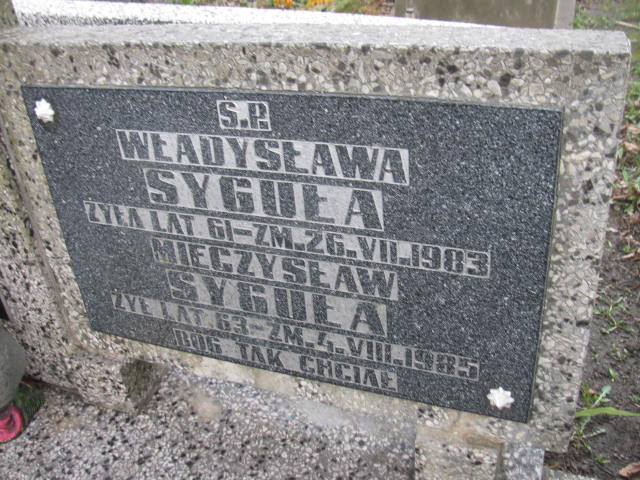 Ś.P.
WŁADYSŁAWA
SYGUŁA
ŻYŁA LAT 61-ZM. 26.VII.1983
MIECZYSŁAW
SYGUŁA
ŻYŁ LAT 63-ZM. 4.VIII.1985
BÓG TAK CHCIAŁ